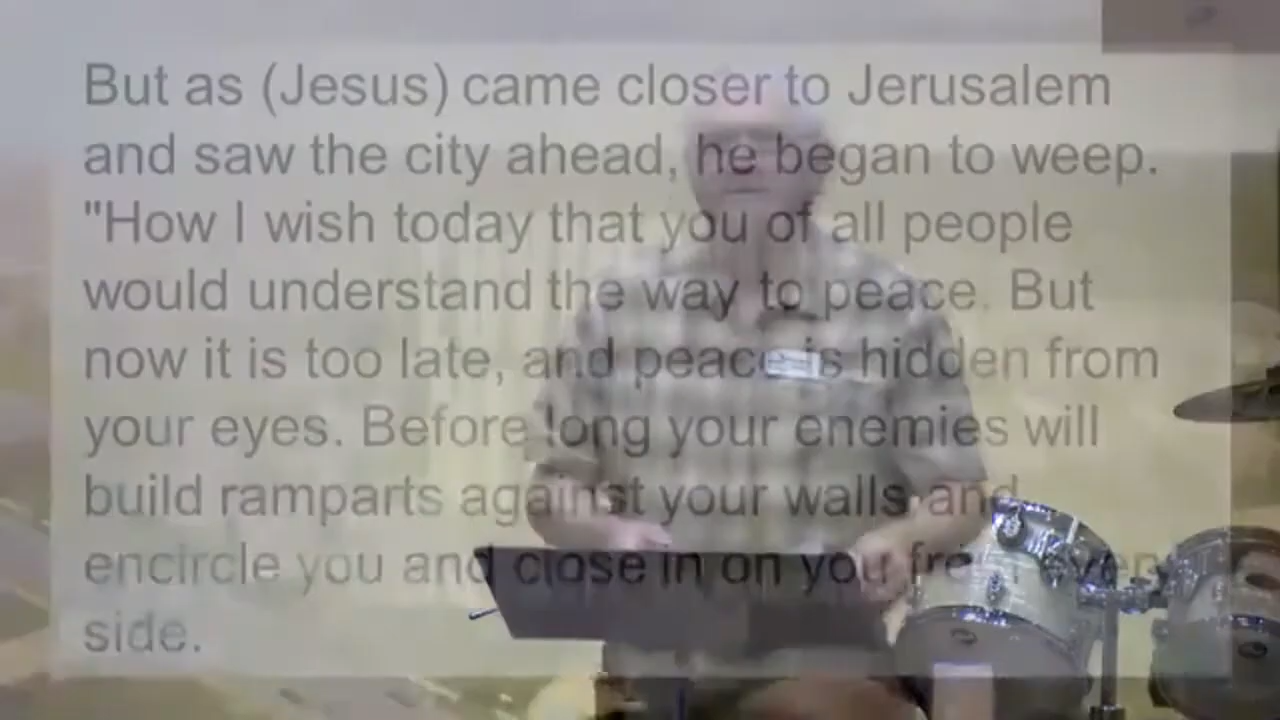 But as (Jesus) came closer to Jerusalem
and saw the city ahead, he began to weep.
"How I wish today that you of all people
would understand the way to peace. But
now it is too late, and peace is hidden from
your eyes. Before long your enemies will
build ramparts against your walls and
encircle you and close in on you from every
side.